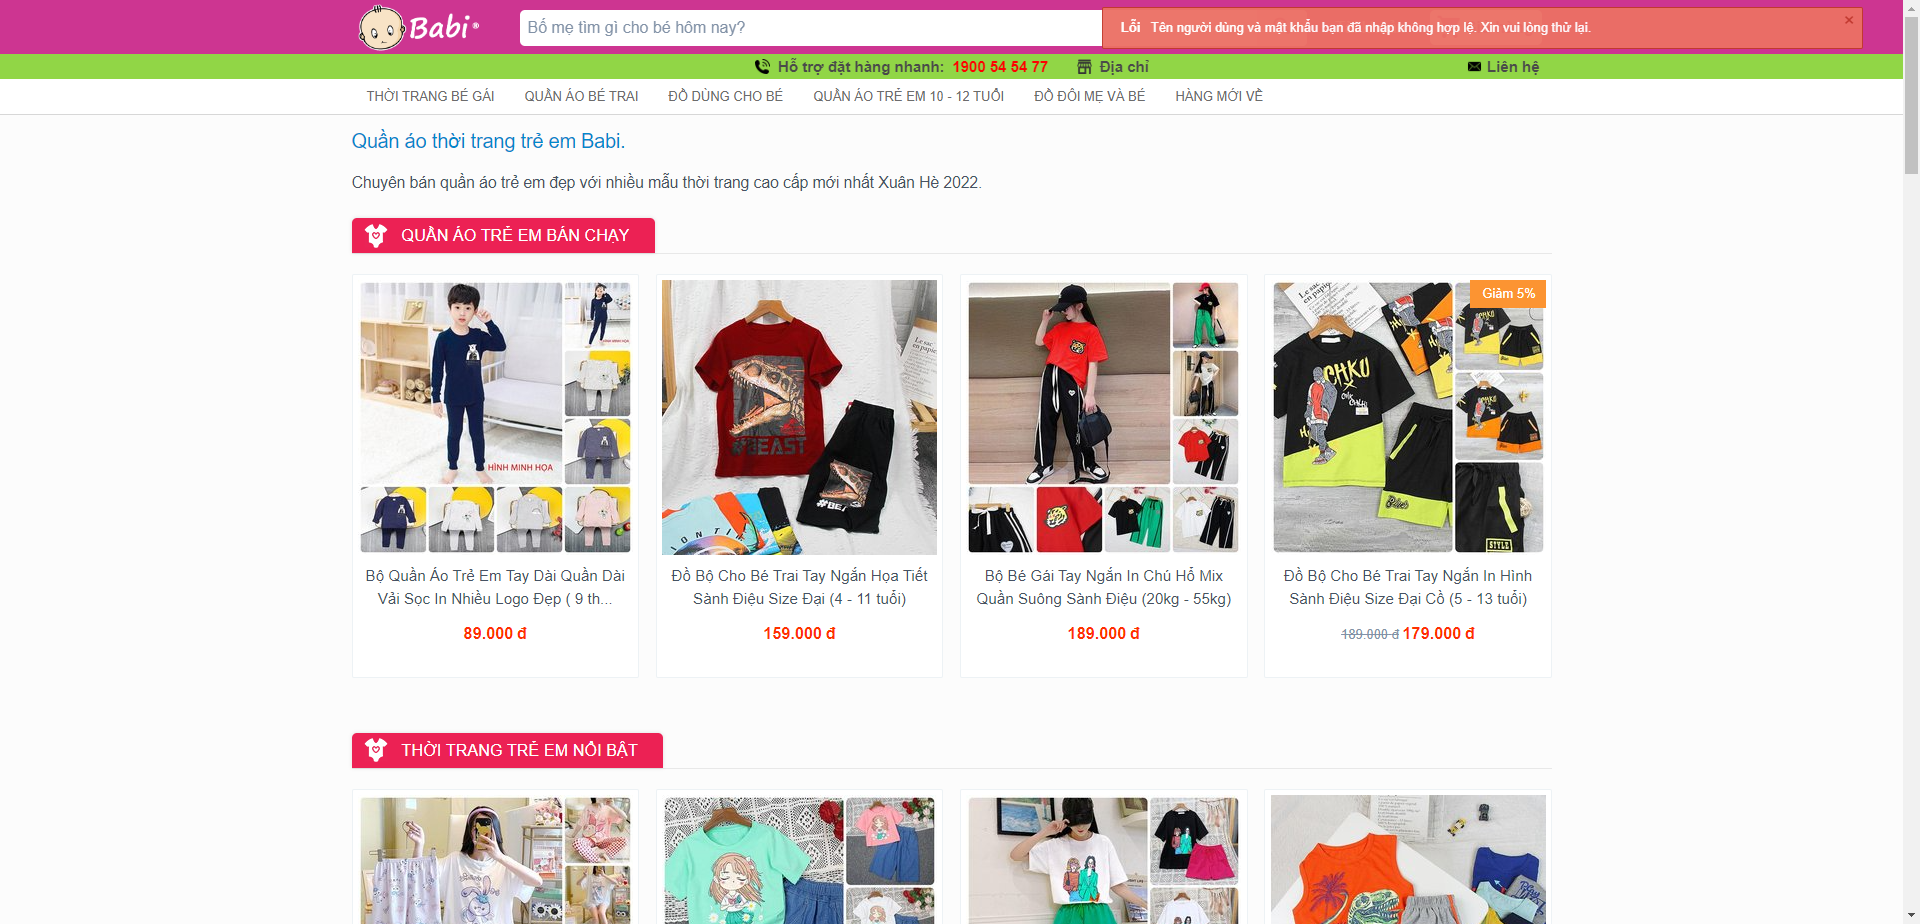 Babi®
Bố mẹ tìm gì cho bé hôm nay?
Lỗi Tên người dùng và mật khẩu bạn đã nhập không hợp lệ. Xin vui lòng thử lại.
×
Hỗ trợ đặt hàng nhanh: 1900 54 54 77
Địa chỉ
Liên hệ
THỜI TRANG BÉ GÁI
QUẦN ÁO BÉ TRAI
ĐỒ DÙNG CHO BÉ
QUẦN ÁO TRẺ EM 10 - 12 TUỔI
ĐỒ ĐÔI MẸ VÀ BÉ
HÀNG MỚI VỀ
Quần áo thời trang trẻ em Babi.
Chuyên bán quần áo trẻ em đẹp với nhiều mẫu thời trang cao cấp mới nhất Xuân Hè 2022.
QUẦN ÁO TRẺ EM BÁN CHẠY
HÌNH MINH HỌA
HÌNH MINH HỌA
Bộ Quần Áo Trẻ Em Tay Dài Quần Dài
Vải Sọc In Nhiều Logo Đẹp ( 9 th...
89.000 đ
#BEAST
Đồ Bộ Cho Bé Trai Tay Ngắn Họa Tiết
Sành Điệu Size Đại (4 - 11 tuổi)
159.000 đ
Bộ Bé Gái Tay Ngắn In Chú Hổ Mix
Quần Suông Sành Điệu (20kg - 55kg)
189.000 đ
Giảm 5%
CHKU
STYLE
Đồ Bộ Cho Bé Trai Tay Ngắn In Hình
Sành Điệu Size Đại Cồ (5 - 13 tuổi)
189.000 đ 179.000 đ
THỜI TRANG TRẺ EM NỔI BẬT